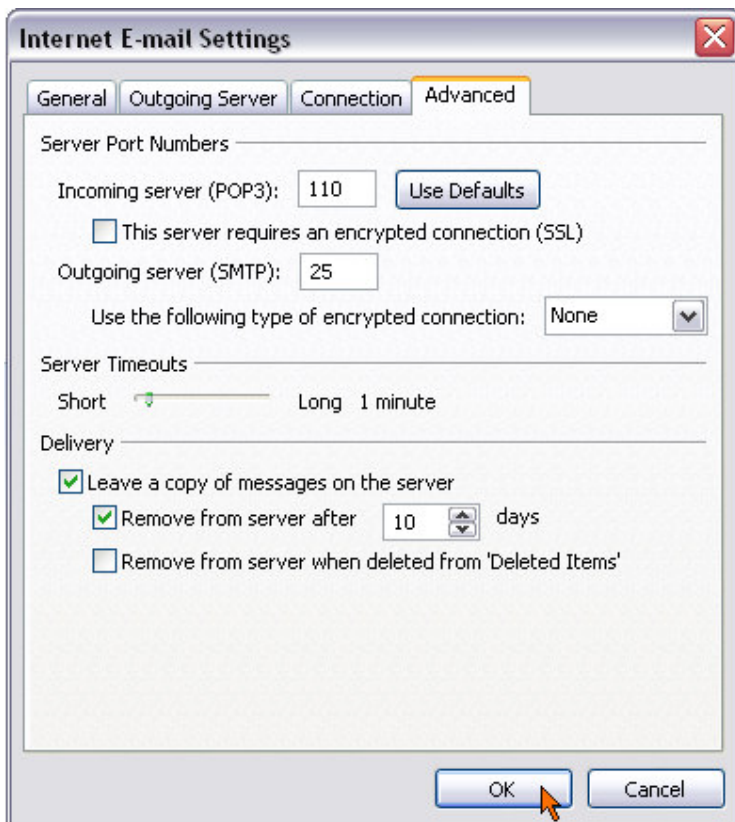 Internet E-mail Settings
General Outgoing Server Connection Advanced
Server Port Numbers
Incoming server (POP3): 110 Use Defaults
This server requires an encrypted connection (SSL)
Outgoing server (SMTP): 25
Use the following type of encrypted connection: None
Server Timeouts
Short Long 1 minute
Delivery
Leave a copy of messages on the server
Remove from server after 10 days
Remove from server when deleted from 'Deleted Items'
OK Cancel